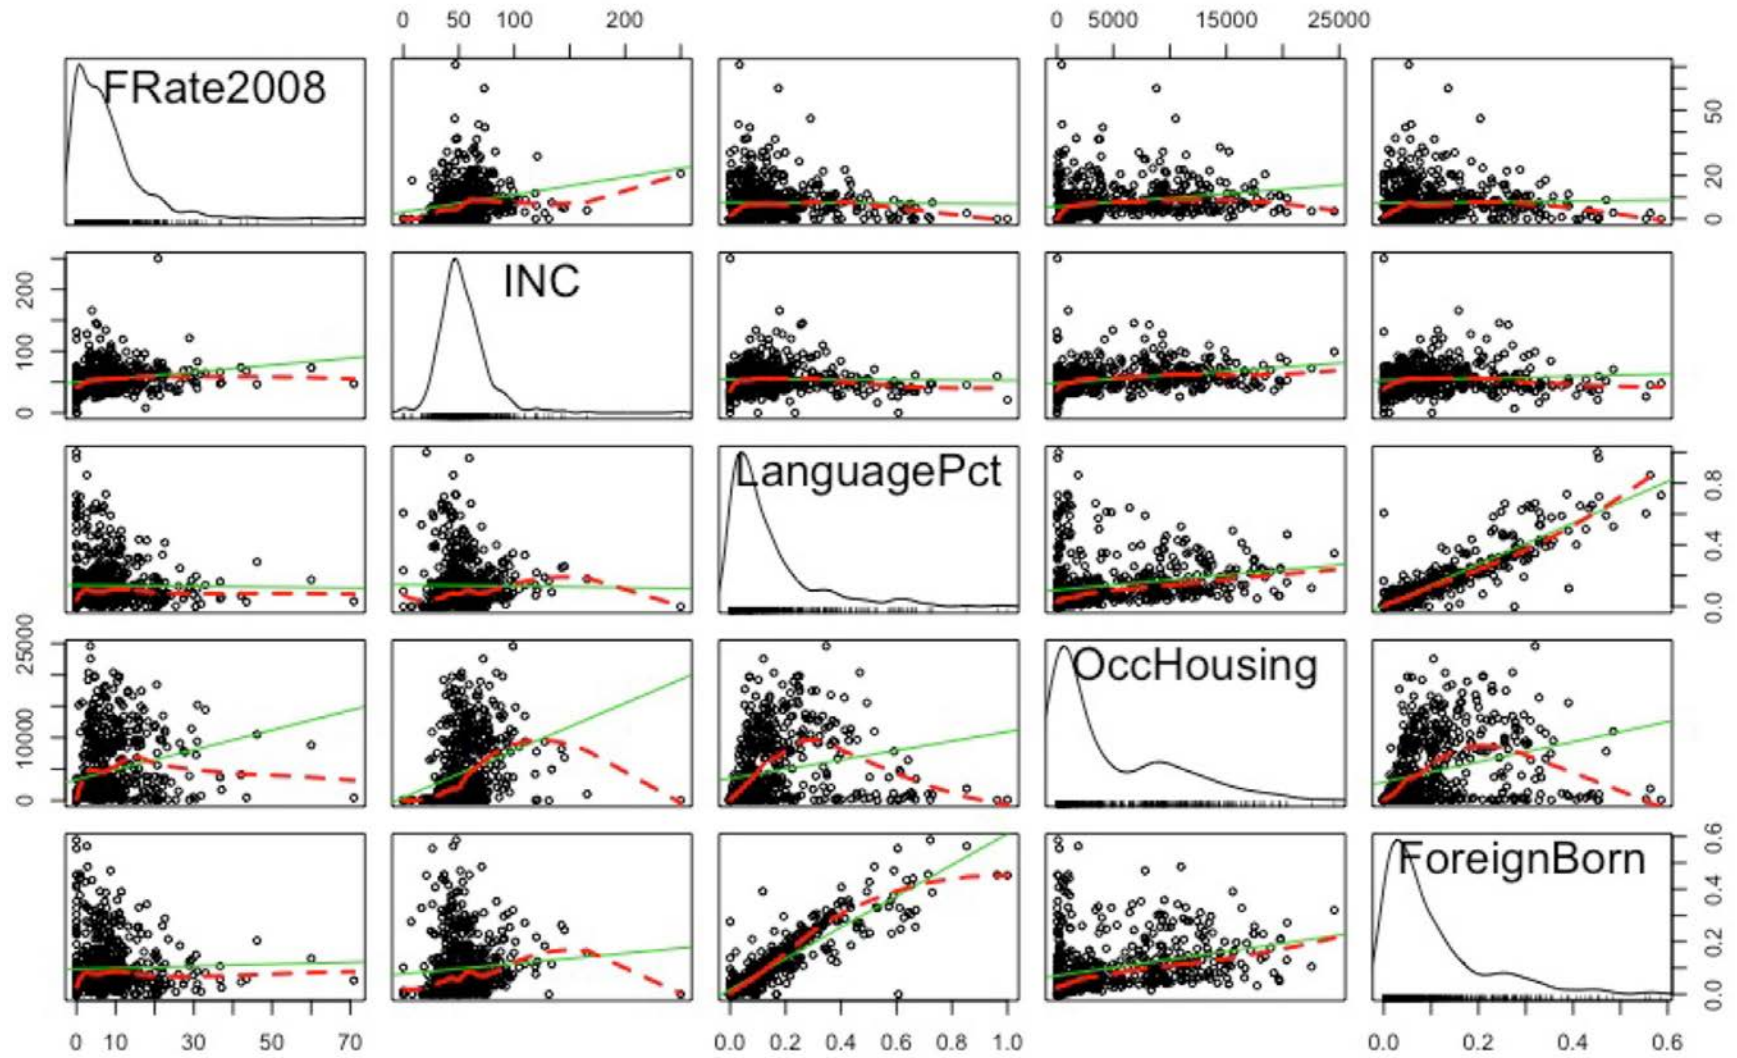 0 50 100 200
0 5000 15000 25000
FRate2008
0 20 50
INC
0 100 200
LanguagePct
0.0 0.4 0.8
OccHousing
0 10000 25000
ForeignBorn
0.0 0.2 0.4 0.6
0 10 30 50 70
0.0 0.2 0.4 0.6 0.8 1.0
0.0 0.2 0.4 0.6